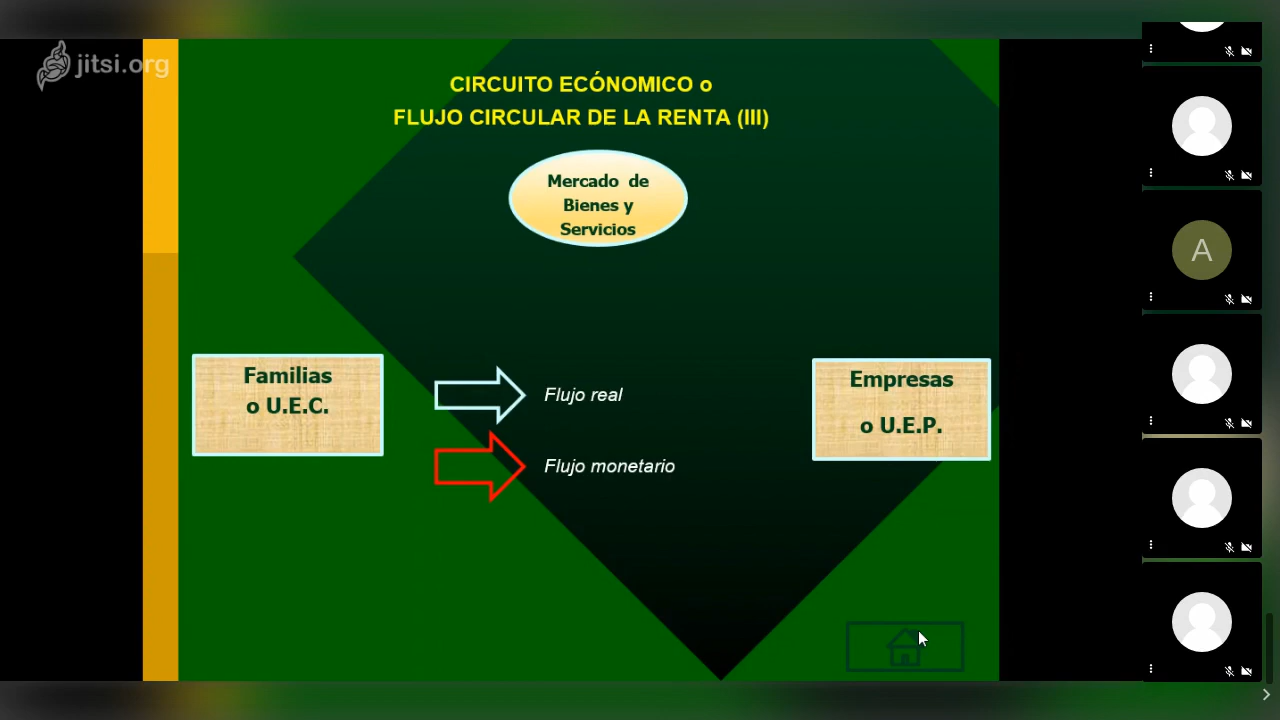 jitsi.org
CIRCUITO ECÓNOMICO o
FLUJO CIRCULAR DE LA RENTA (III)
Mercado de
Bienes y
Servicios
Familias
o U.E.C.
Flujo real
Flujo monetario
Empresas
o U.E.P.
A